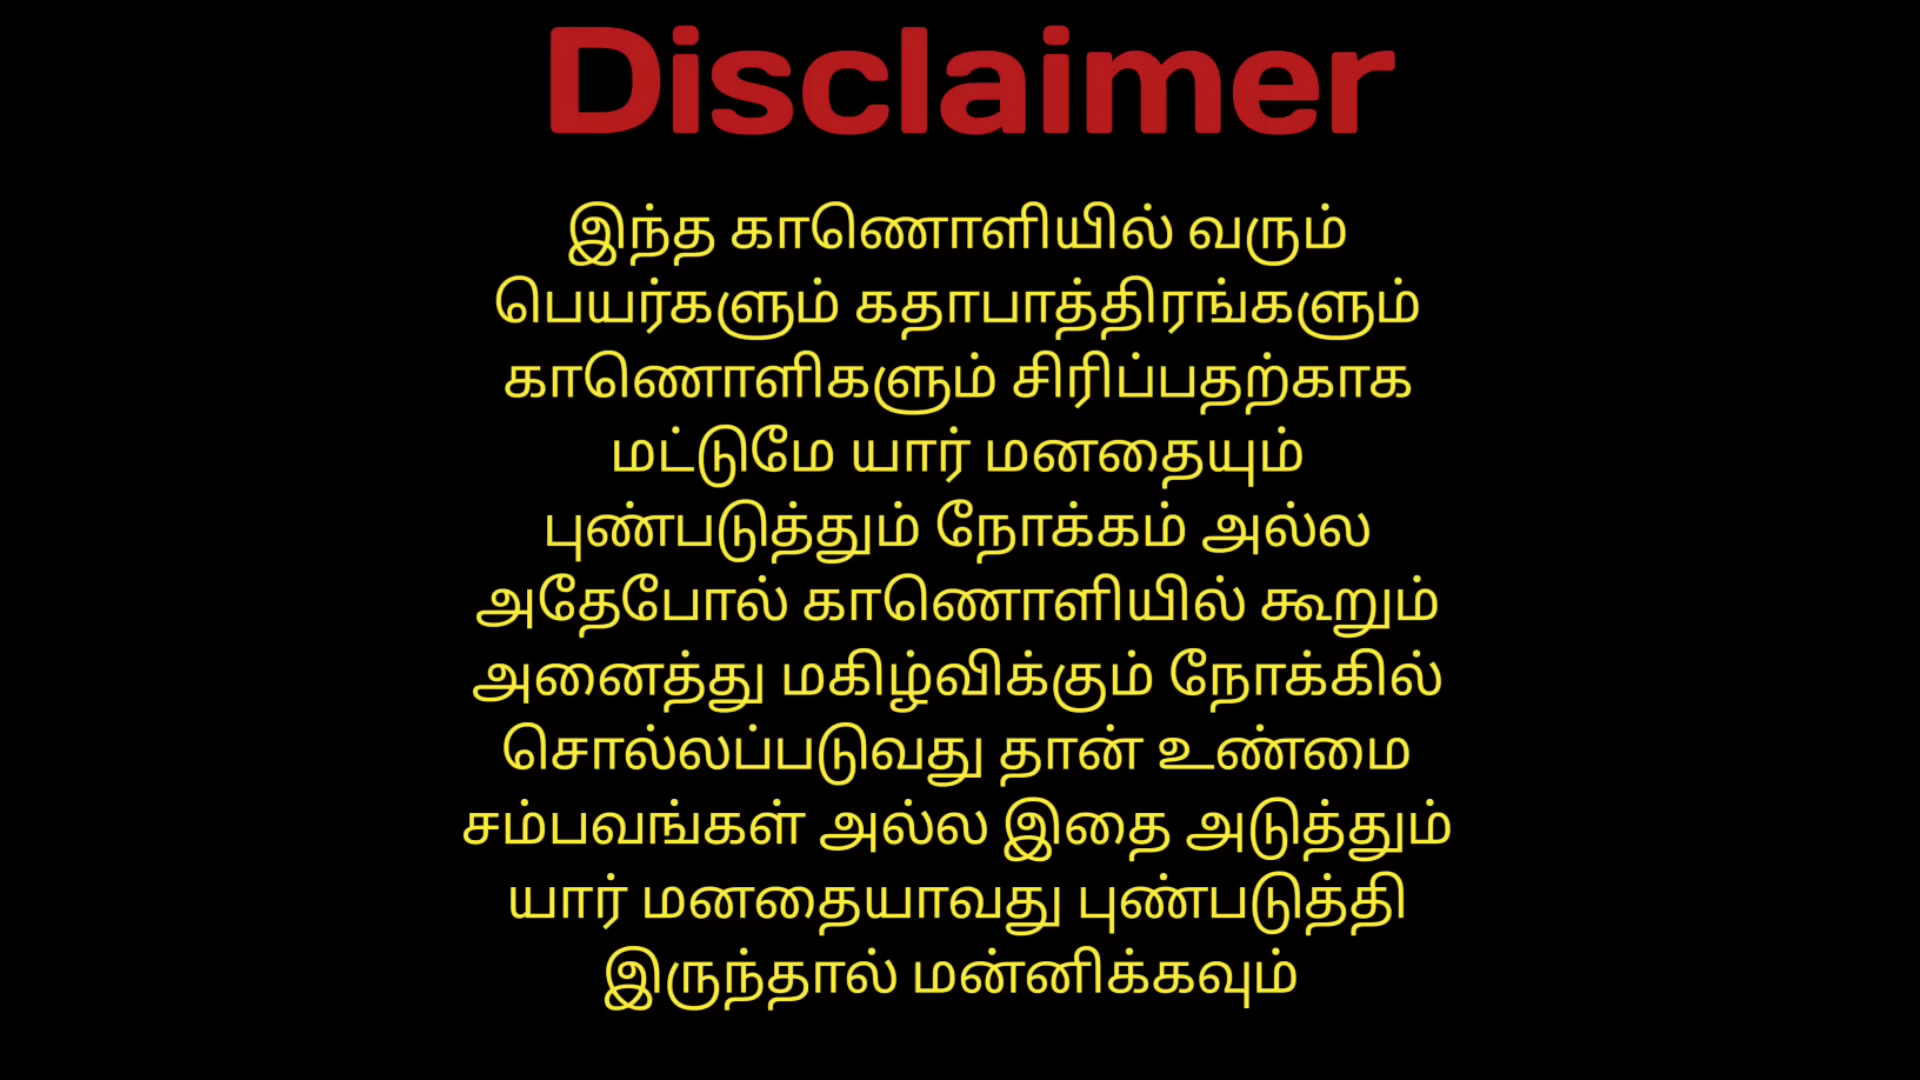 Disclaimer
இந்த காணொளியில் வரும்
பெயர்களும் கதாபாத்திரங்களும்
காணொளிகளும் சிரிப்பதற்காக
மட்டுமே யார் மனதையும்
புண்படுத்தும் நோக்கம் அல்ல
அதேபோல் காணொளியில் கூறும்
அனைத்து மகிழ்விக்கும் நோக்கில்
சொல்லப்படுவது தான் உண்மை
சம்பவங்கள் அல்ல இதை அடுத்தும்
யார் மனதையாவது புண்படுத்தி
இருந்தால் மன்னிக்கவும்